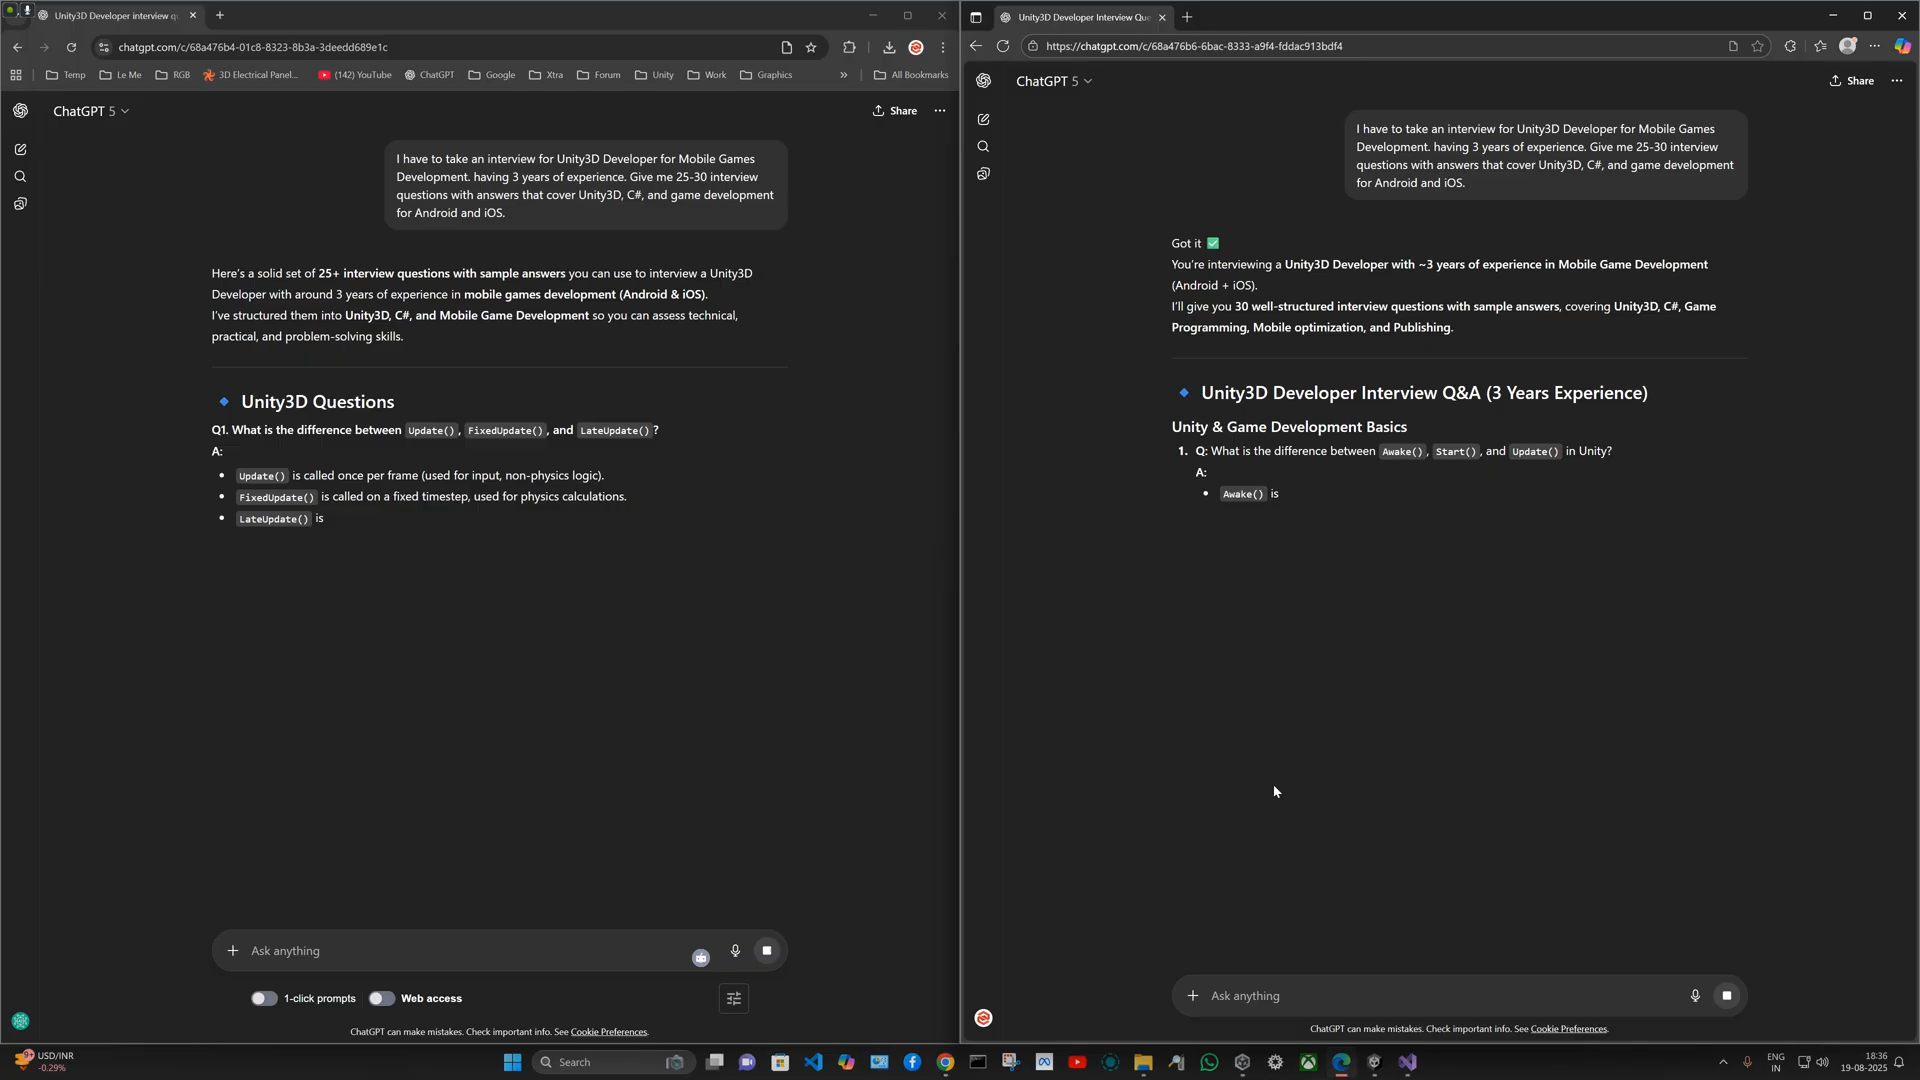 Unity3D Developer interview qu
chatgpt.com/c/68a476b4-01c8-8323-8b3a-3deedd689e1c
Temp
Le Me
RGB
3D Electrical Panel...
(142) YouTube
ChatGPT
Google
Xtra
Forum
Unity
Work
Graphics
»
All Bookmarks
ChatGPT 5
Share
I have to take an interview for Unity3D Developer for Mobile Games
Development. having 3 years of experience. Give me 25-30 interview
questions with answers that cover Unity3D, C#, and game development
for Android and iOS.
Here's a solid set of 25+ interview questions with sample answers you can use to interview a Unity3D
Developer with around 3 years of experience in mobile games development (Android & iOS).
I've structured them into Unity3D, C#, and Mobile Game Development so you can assess technical,
practical, and problem-solving skills.
Unity3D Questions
Q1. What is the difference between Update(), FixedUpdate(), and LateUpdate()?
A:
• Update() is called once per frame (used for input, non-physics logic).
• FixedUpdate() is called on a fixed timestep, used for physics calculations.
• LateUpdate() is
Ask anything
1-click prompts
Web access
ChatGPT can make mistakes. Check important info. See Cookie Preferences.
Unity3D Developer Interview Que
https://chatgpt.com/c/68a476b6-6bac-8333-a9f4-fddac913bdf4
ChatGPT 5
Share
I have to take an interview for Unity3D Developer for Mobile Games
Development. having 3 years of experience. Give me 25-30 interview
questions with answers that cover Unity3D, C#, and game development
for Android and iOS.
Got it ✅
You're interviewing a Unity3D Developer with ~3 years of experience in Mobile Game Development
(Android + iOS).
I'll give you 30 well-structured interview questions with sample answers, covering Unity3D, C#, Game
Programming, Mobile optimization, and Publishing.
Unity3D Developer Interview Q&A (3 Years Experience)
Unity & Game Development Basics
1. Q: What is the difference between Awake(), Start(), and Update() in Unity?
A:
• Awake() is
Ask anything
ChatGPT can make mistakes. Check important info. See Cookie Preferences.
USD/INR
-0.29%
Search
ENG
IN
18:36
19-08-2025